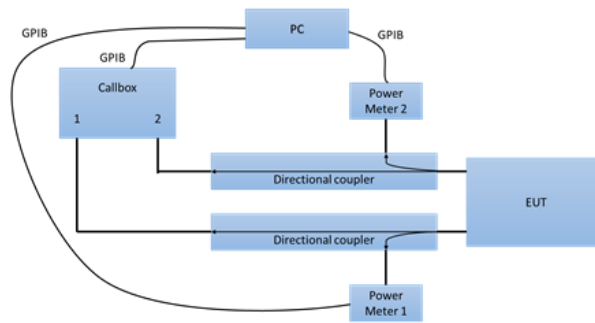 GPIB
PC
GPIB
GPIB
Callbox
1
2
Power
Meter 2
Directional coupler
EUT
Directional coupler
Power
Meter 1